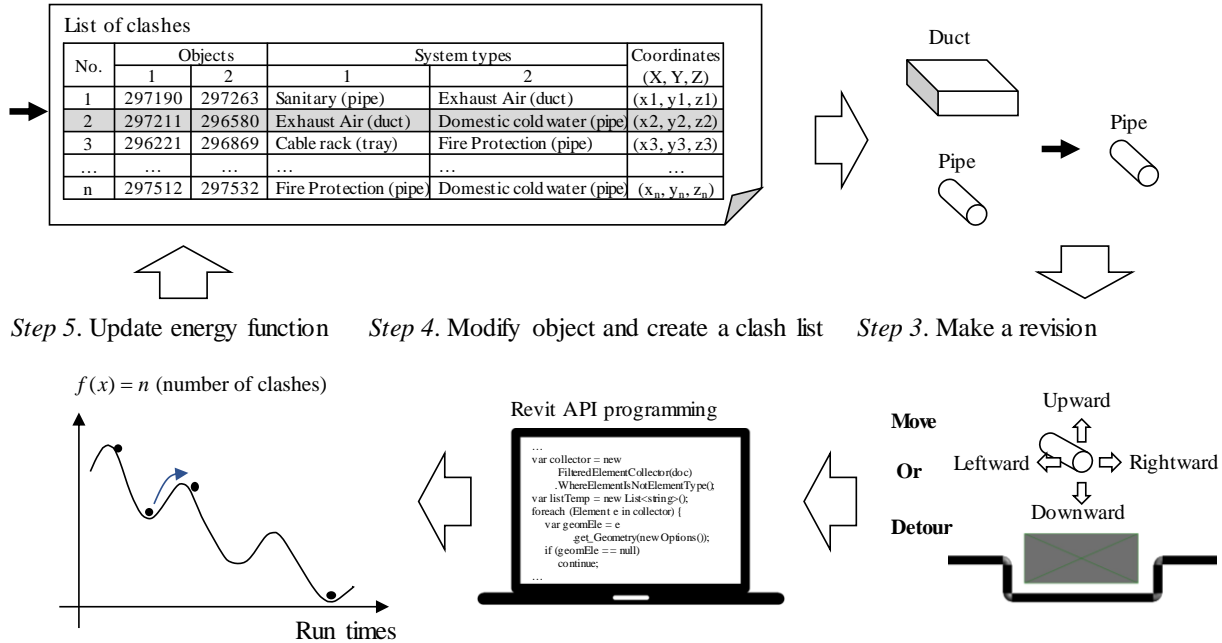 List of clashes
No. Objects System types Coordinates
1 2 1 2 (X, Y, Z)
1 297190 297263 Sanitary (pipe) Exhaust Air (duct) (x1, y1, z1)
2 297211 296580 Exhaust Air (duct) Domestic cold water (pipe) (x2, y2, z2)
3 296221 296869 Cable rack (tray) Fire Protection (pipe) (x3, y3, z3)
… … … … … …
n 297512 297532 Fire Protection (pipe) Domestic cold water (pipe) (xn, yn, zn)
Duct
Pipe
Pipe
Step 5. Update energy function
Step 4. Modify object and create a clash list
Step 3. Make a revision
f(x) = n (number of clashes)
Run times
Revit API programming
…
var collector = new
FilteredElementCollector(doc)
.WhereElementIsNotElementType();
var listTemp = new List<string>();
foreach (Element e in collector) {
var geomEle = e
.get_Geometry(new Options());
if (geomEle == null)
continue;
…
Move
Or
Detour
Upward
Leftward
Rightward
Downward